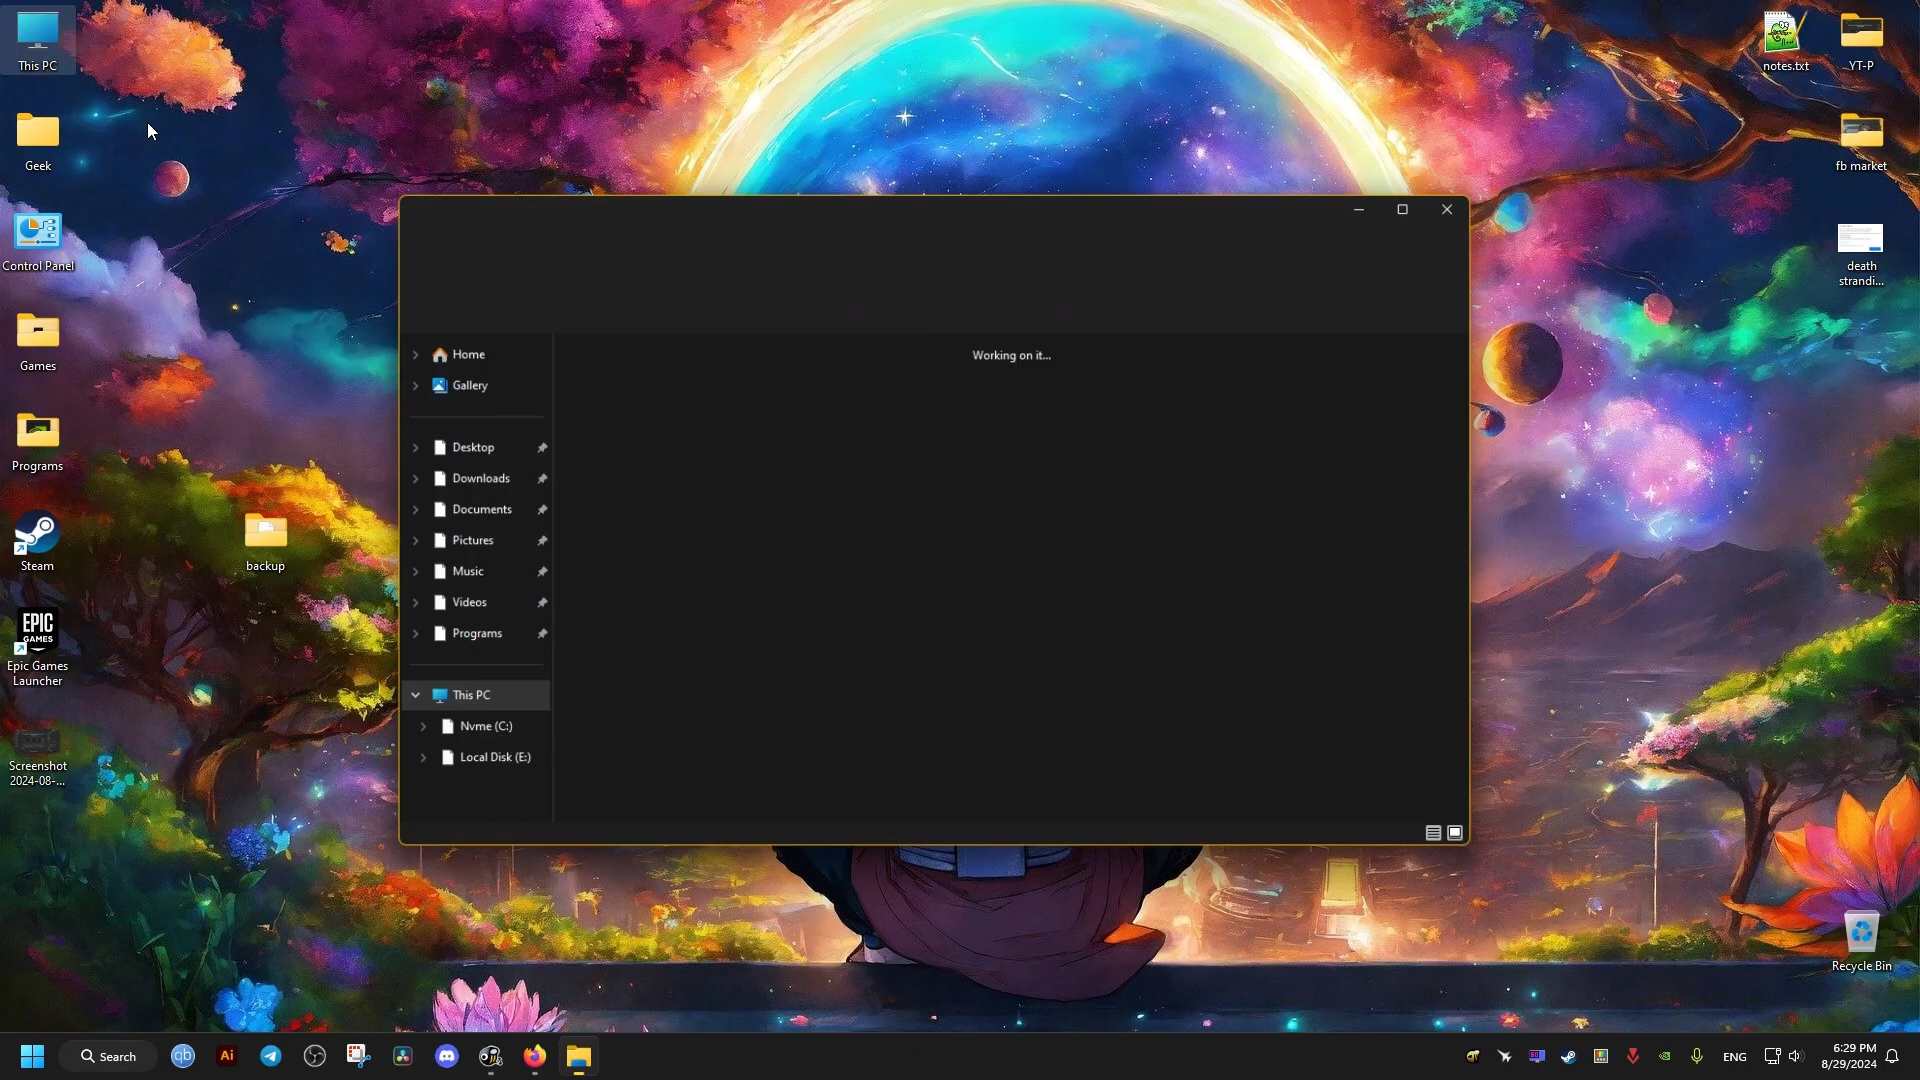 This PC
Geek
Control Panel
Games
Programs
Steam
EPIC
GAMES
Epic Games
Launcher
Screenshot
2024-08-...
backup
notes.txt
YT-P
fb market
death
strandi...
Home
Gallery
Desktop
Downloads
Documents
Pictures
Music
Videos
Programs
This PC
Nvme (C:)
Local Disk (E:)
Working on it...
Recycle Bin
Search
qb
Ai
ENG
6:29 PM
8/29/2024